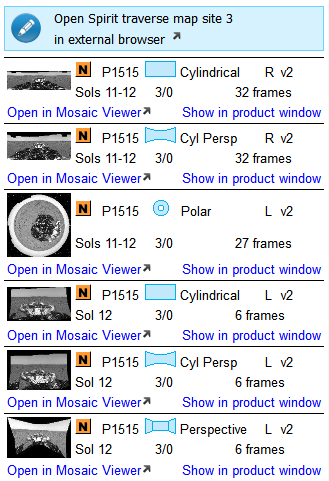 Open Spirit traverse map site 3
in external browser
N P1515 Cylindrical R v2
Sols 11-12 3/0 32 frames
Open in Mosaic Viewer Show in product window
N P1515 Cyl Persp R v2
Sols 11-12 3/0 32 frames
Open in Mosaic Viewer Show in product window
N P1515 Polar L v2
Sols 11-12 3/0 27 frames
Open in Mosaic Viewer Show in product window
N P1515 Cylindrical L v2
Sol 12 3/0 6 frames
Open in Mosaic Viewer Show in product window
N P1515 Cyl Persp L v2
Sol 12 3/0 6 frames
Open in Mosaic Viewer Show in product window
N P1515 Perspective L v2
Sol 12 3/0 6 frames
Open in Mosaic Viewer Show in product window